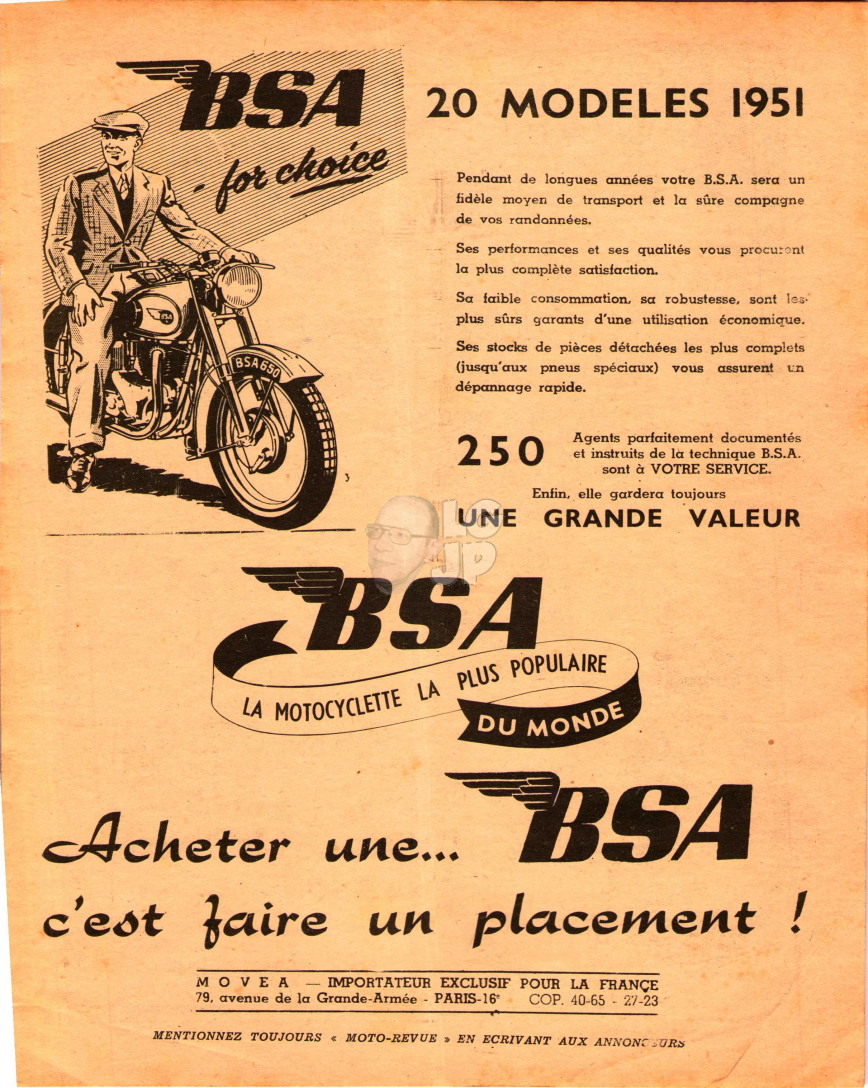 BSA
- for choice
BSA 650
20 MODELES 1951
Pendant de longues années votre B.S.A. sera un
fidèle moyen de transport et la sûre compagne
de vos randonnées.
Ses performances et ses qualités vous procurent
la plus complète satisfaction.
Sa faible consommation, sa robustesse, sont les
plus sûrs garants d'une utilisation économique.
Ses stocks de pièces détachées les plus complets
(jusqu'aux pneus spéciaux) vous assurent un
dépannage rapide.
250 Agents parfaitement documentés
et instruits de la technique B.S.A.
sont à VOTRE SERVICE.
Enfin, elle gardera toujours
UNE GRANDE VALEUR
3
JP
BSA
LA MOTOCYCLETTE LA PLUS POPULAIRE
DU MONDE
Acheter une... BSA
c'est faire un placement !
MOVEA — IMPORTATEUR EXCLUSIF POUR LA FRANCE
79, avenue de la Grande-Armée - PARIS-16e COP. 40-65 - 27-23
MENTIONNEZ TOUJOURS « MOTO-REVUE » EN ECRIVANT AUX ANNONCEURS